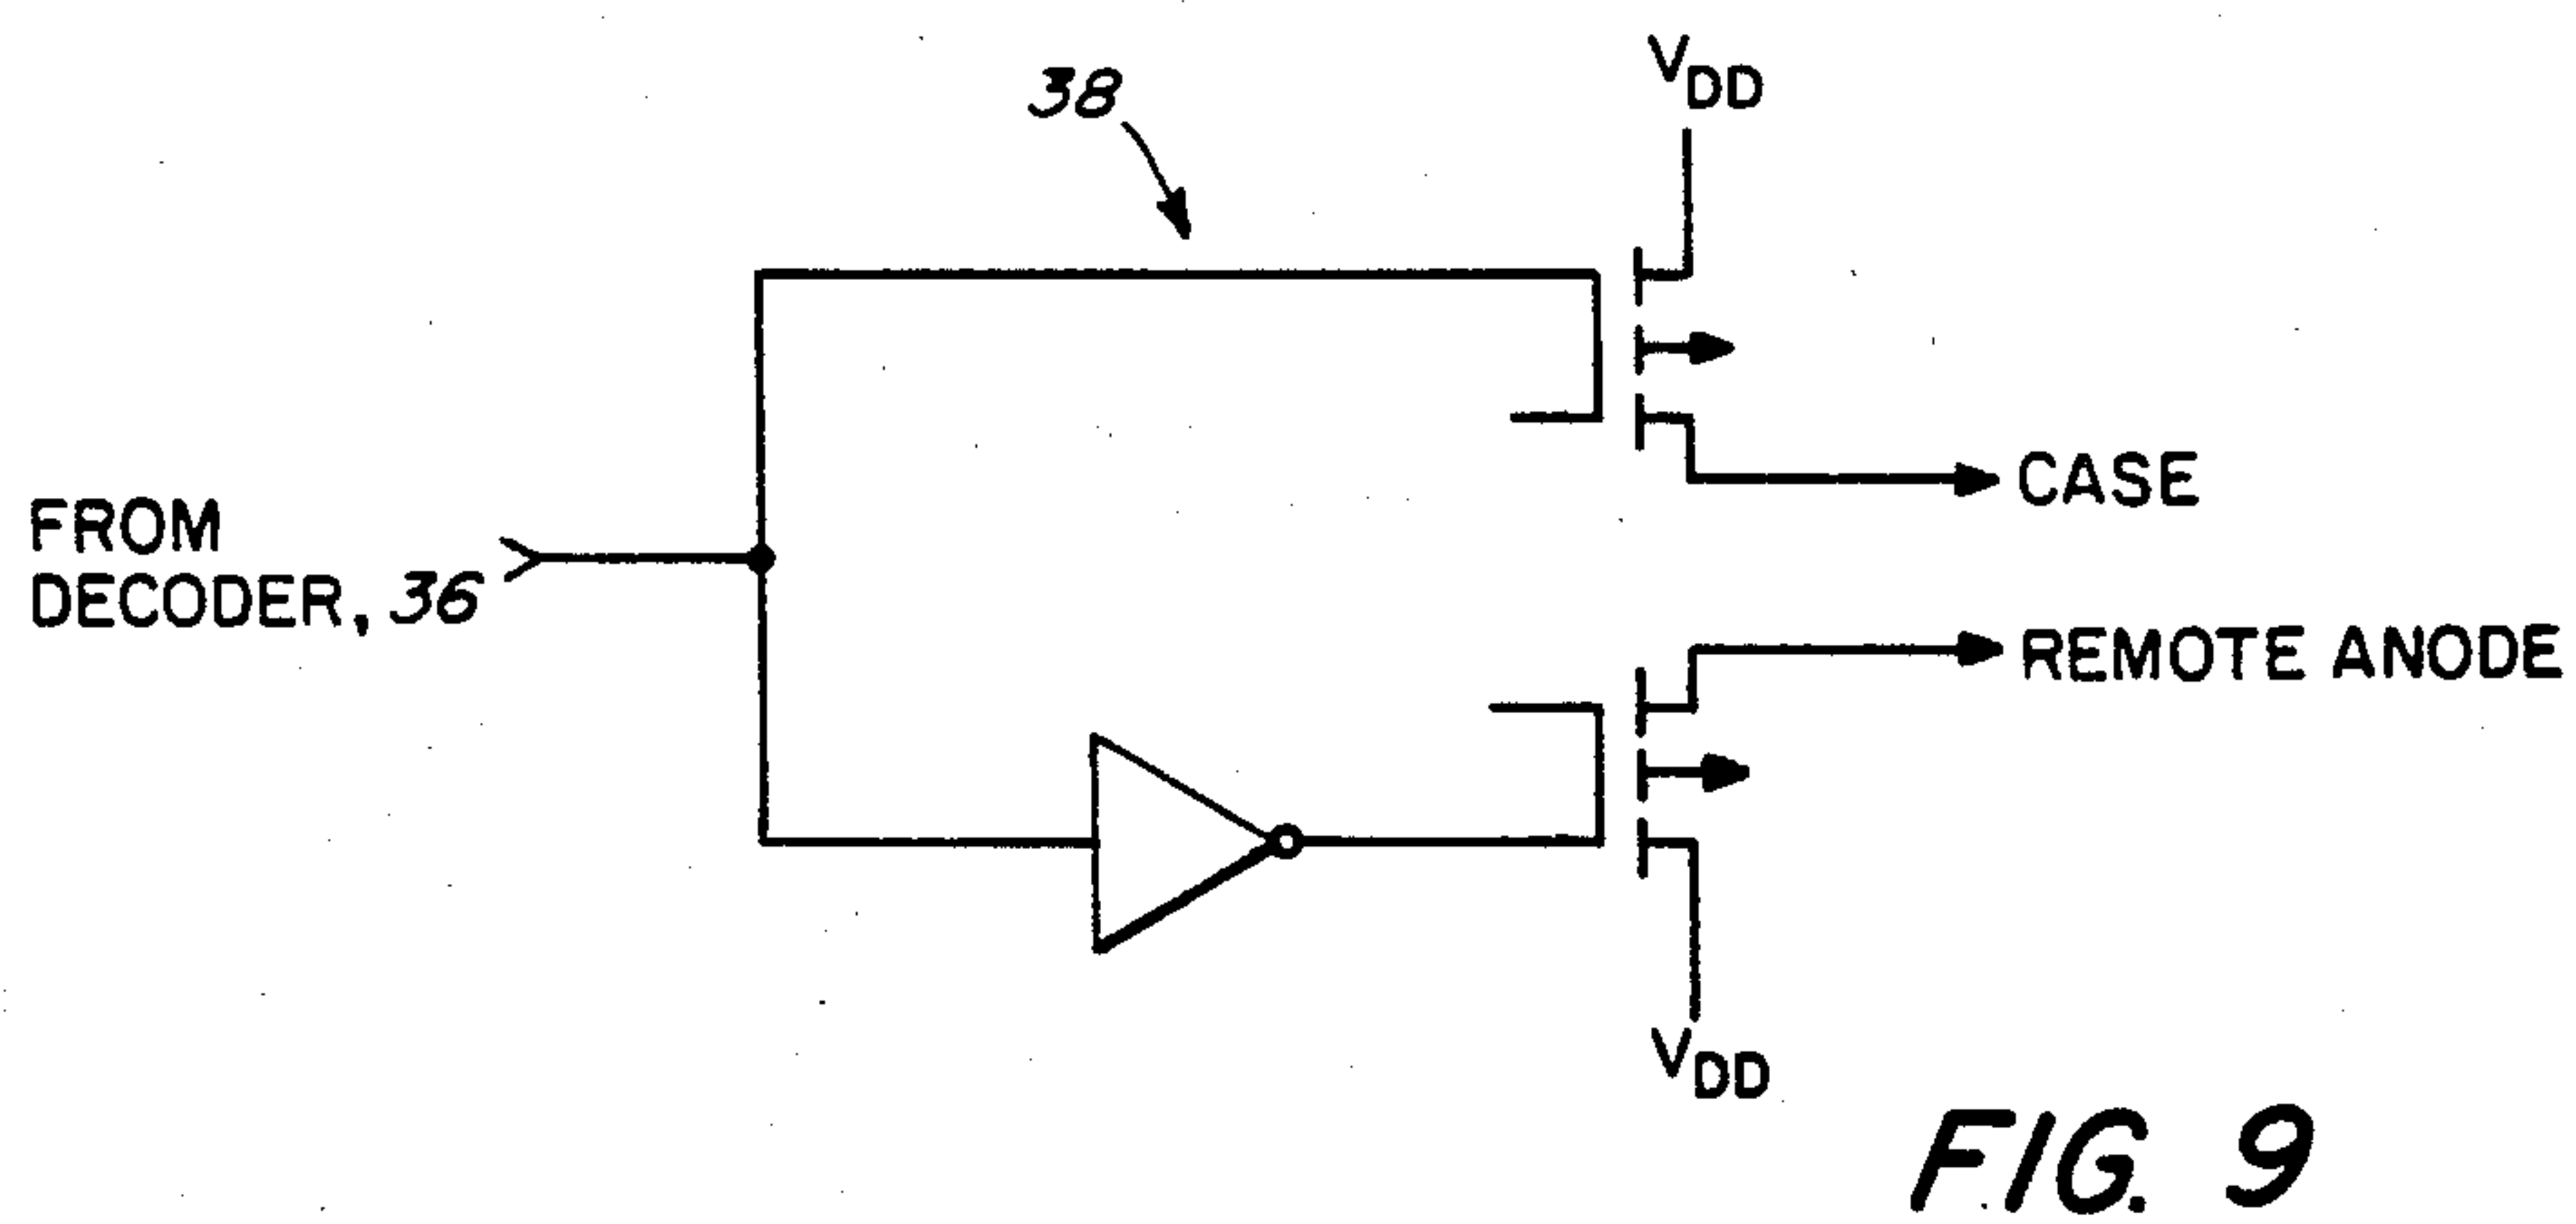 38
VDD
CASE
FROM
DECODER, 36
REMOTE ANODE
VDD
FIG. 9